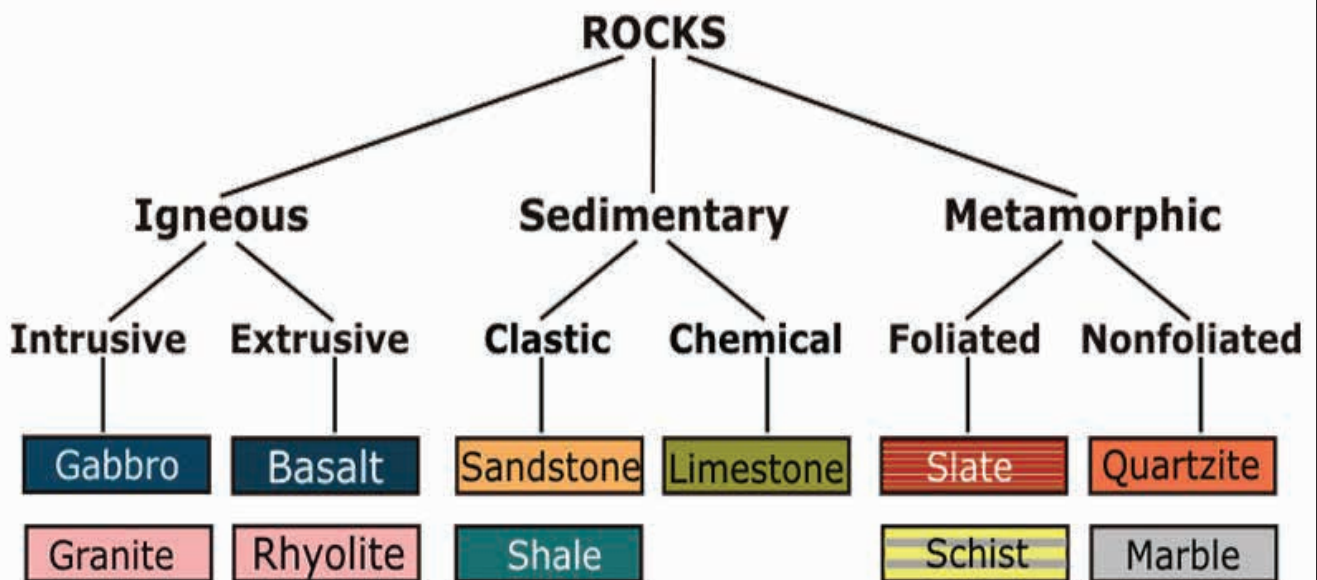 ROCKS
Igneous Sedimentary Metamorphic
Intrusive Extrusive Clastic Chemical Foliated Nonfoliated
Gabbro Basalt Sandstone Limestone Slate Quartzite
Granite Rhyolite Shale Schist Marble